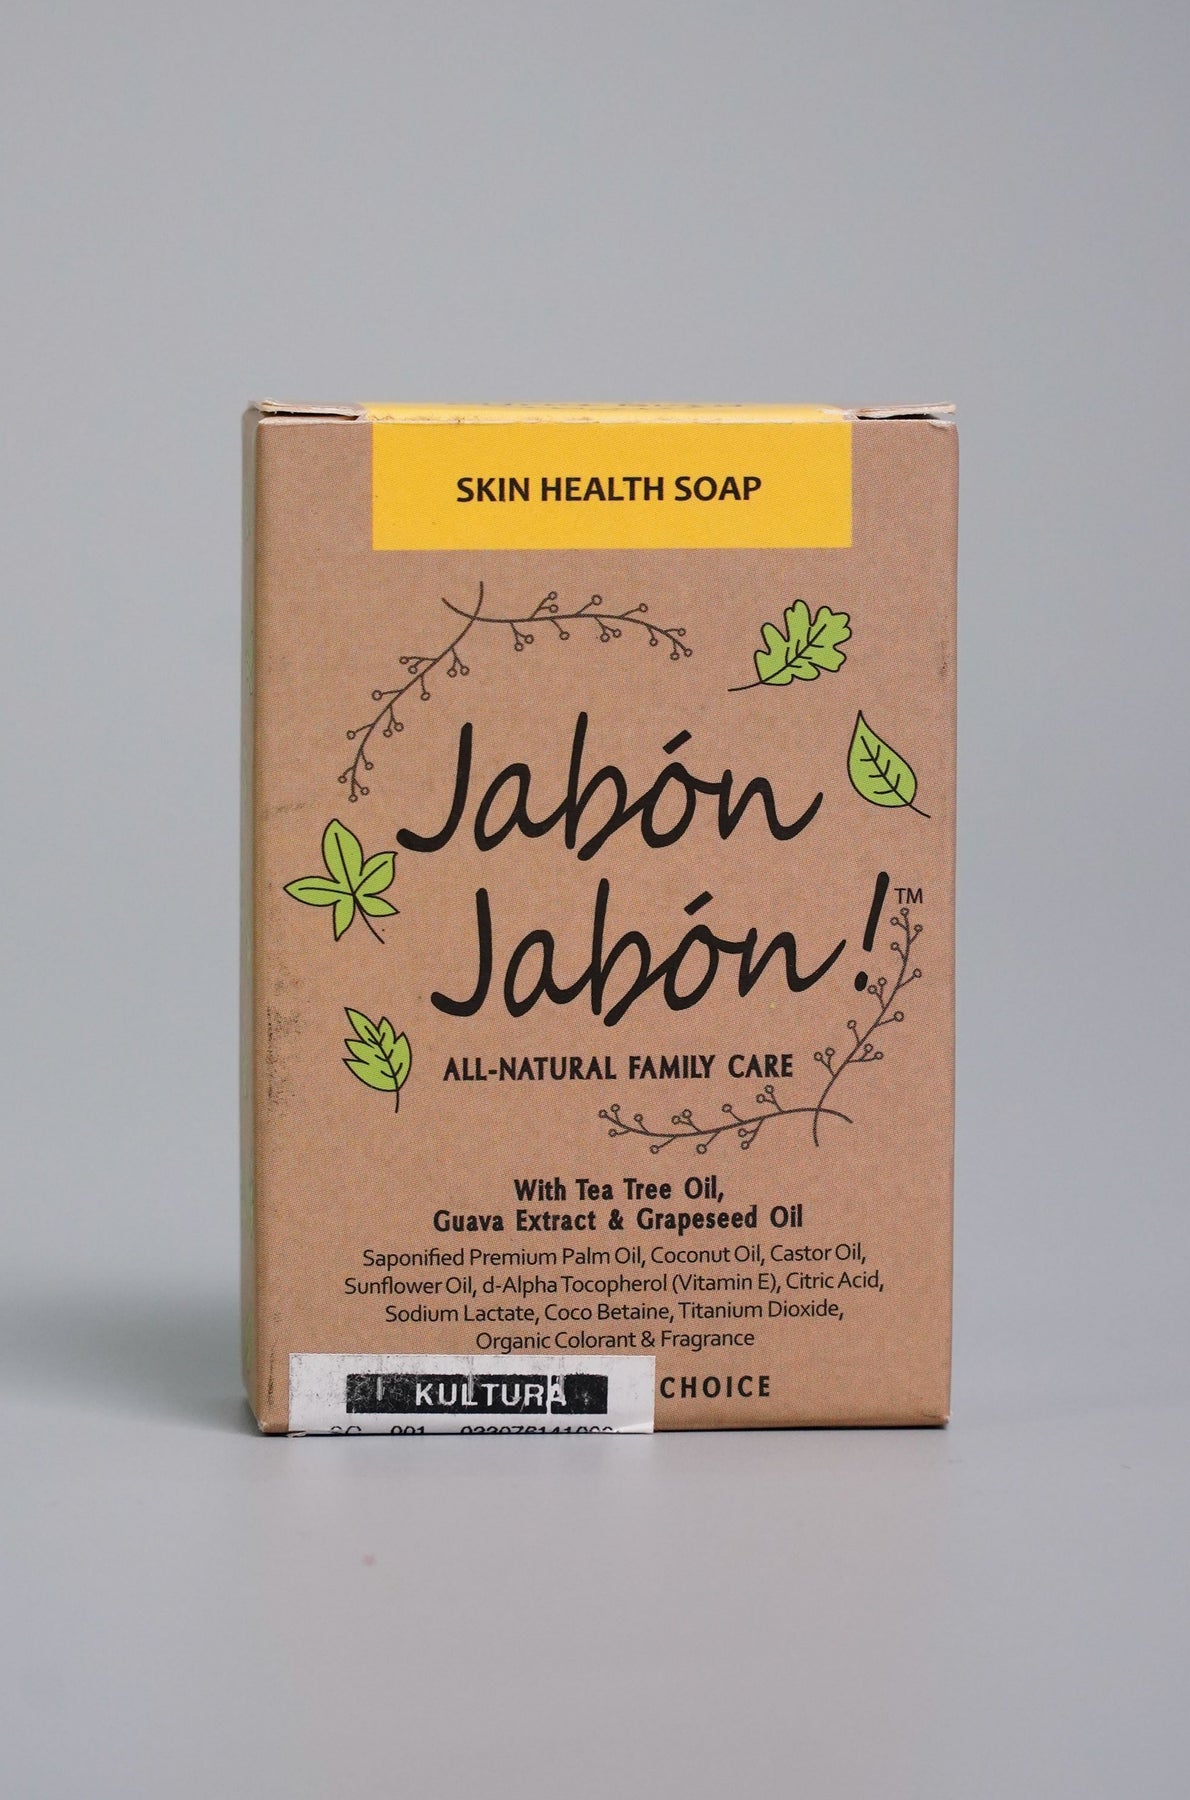 SKIN HEALTH SOAP
Jabón
Jabón!™
ALL-NATURAL FAMILY CARE
With Tea Tree Oil,
Guava Extract & Grapeseed Oil
Saponified Premium Palm Oil, Coconut Oil, Castor Oil,
Sunflower Oil, d-Alpha Tocopherol (Vitamin E), Citric Acid,
Sodium Lactate, Coco Betaine, Titanium Dioxide,
Organic Colorant & Fragrance
KULTURA CHOICE
001